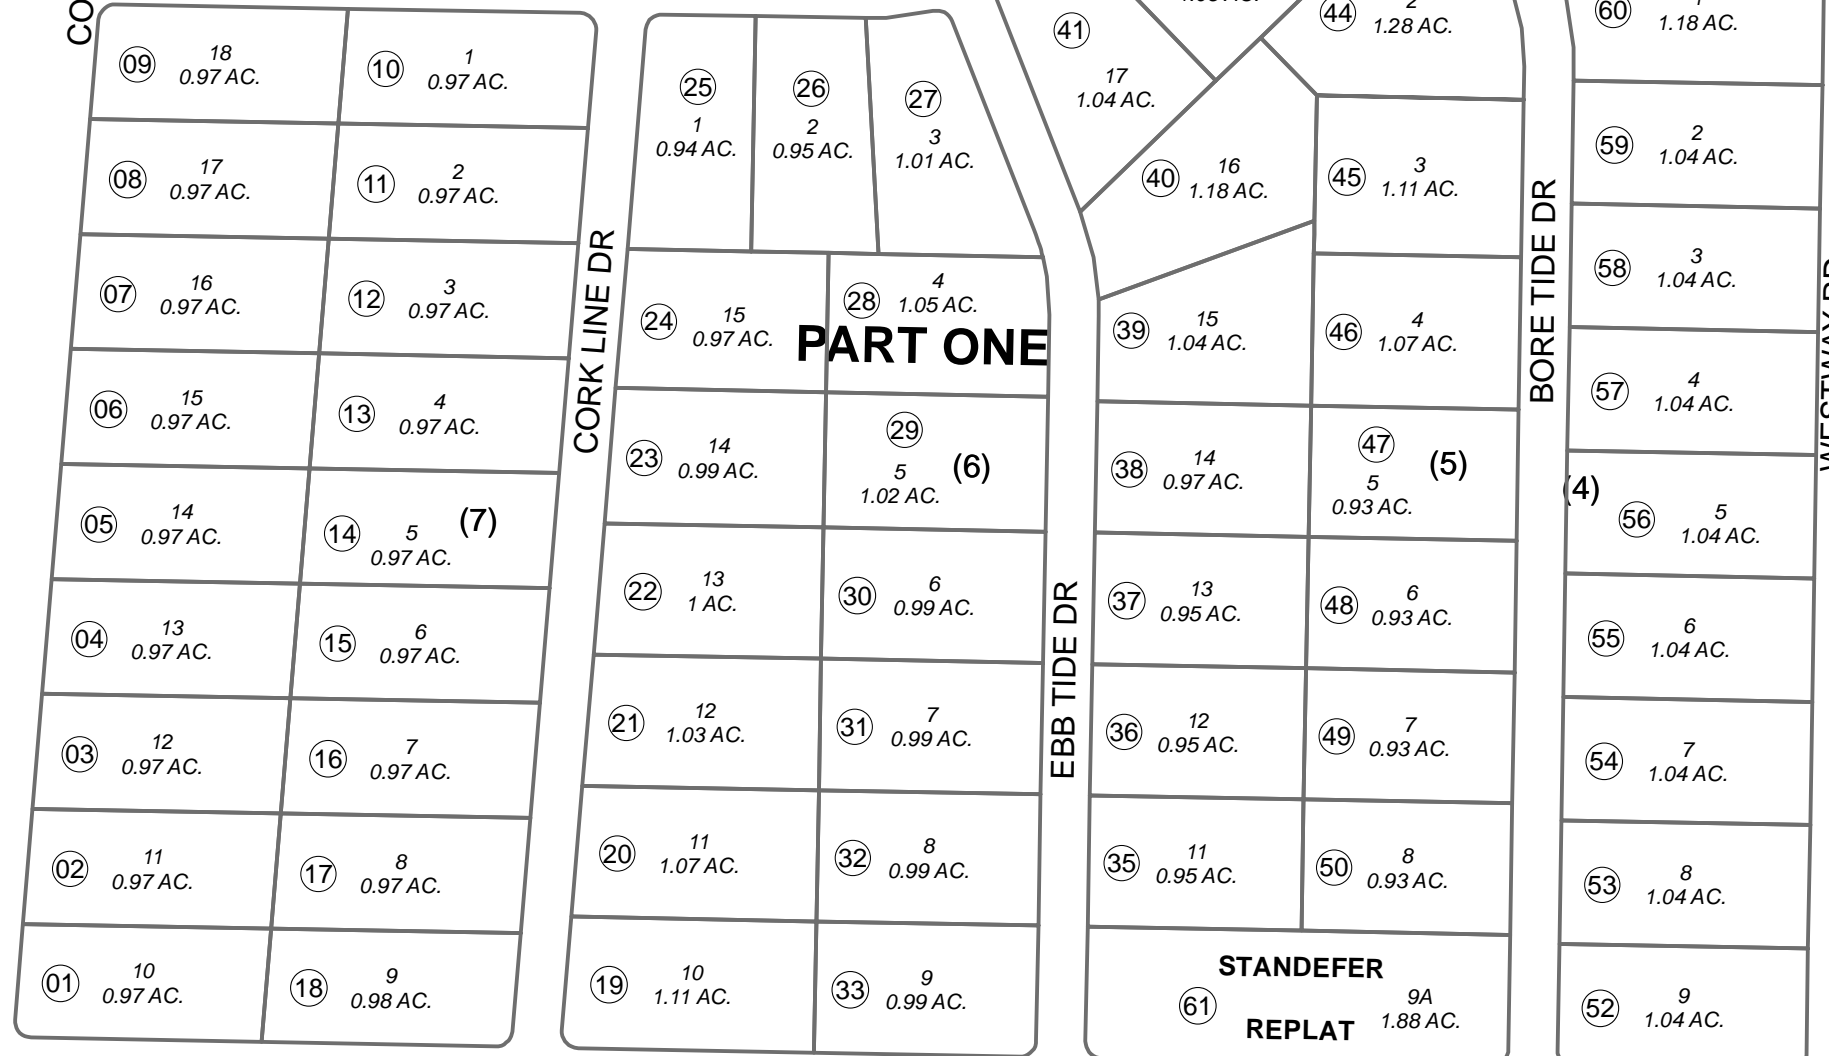 CO
09
18
0.97 AC.
10
1
0.97 AC.
08
17
0.97 AC.
11
2
0.97 AC.
07
16
0.97 AC.
12
3
0.97 AC.
06
15
0.97 AC.
13
4
0.97 AC.
05
14
0.97 AC.
14
5
0.97 AC.
(7)
04
13
0.97 AC.
15
6
0.97 AC.
03
12
0.97 AC.
16
7
0.97 AC.
02
11
0.97 AC.
17
8
0.97 AC.
01
10
0.97 AC.
18
9
0.98 AC.
CORK LINE DR
25
1
0.94 AC.
26
2
0.95 AC.
27
3
1.01 AC.
24
15
0.97 AC.
28
4
1.05 AC.
PART ONE
23
14
0.99 AC.
29
5
1.02 AC.
(6)
22
13
1 AC.
30
6
0.99 AC.
21
12
1.03 AC.
31
7
0.99 AC.
20
11
1.07 AC.
32
8
0.99 AC.
19
10
1.11 AC.
33
9
0.99 AC.
EBB TIDE DR
41
17
1.04 AC.
44
2
1.28 AC.
40
16
1.18 AC.
45
3
1.11 AC.
39
15
1.04 AC.
46
4
1.07 AC.
38
14
0.97 AC.
47
5
0.93 AC.
(5)
37
13
0.95 AC.
48
6
0.93 AC.
36
12
0.95 AC.
49
7
0.93 AC.
35
11
0.95 AC.
50
8
0.93 AC.
STANDEFER
61
9A
1.88 AC.
REPLAT
BORE TIDE DR
60
1.18 AC.
59
2
1.04 AC.
58
3
1.04 AC.
57
4
1.04 AC.
(4)
56
5
1.04 AC.
55
6
1.04 AC.
54
7
1.04 AC.
53
8
1.04 AC.
52
9
1.04 AC.